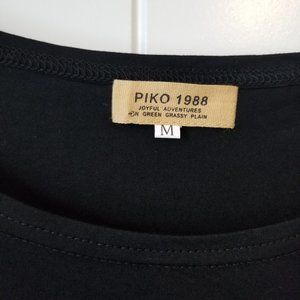 PIKO 1988
JOYFUL ADVENTURES
ON GREEN GRASSY PLAIN
M